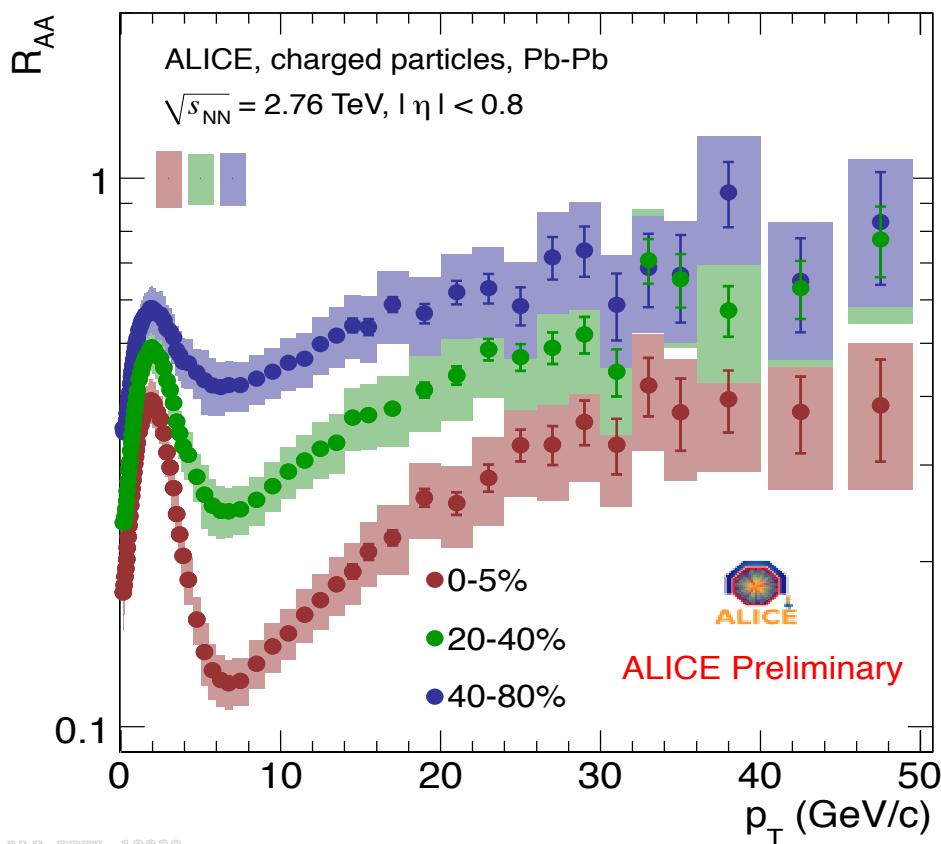 R_AA
ALICE, charged particles, Pb-Pb
√s_NN = 2.76 TeV, | η | < 0.8
1
0-5%
20-40%
40-80%
ALICE
ALICE Preliminary
0.1
0 10 20 30 40 50
p_T (GeV/c)